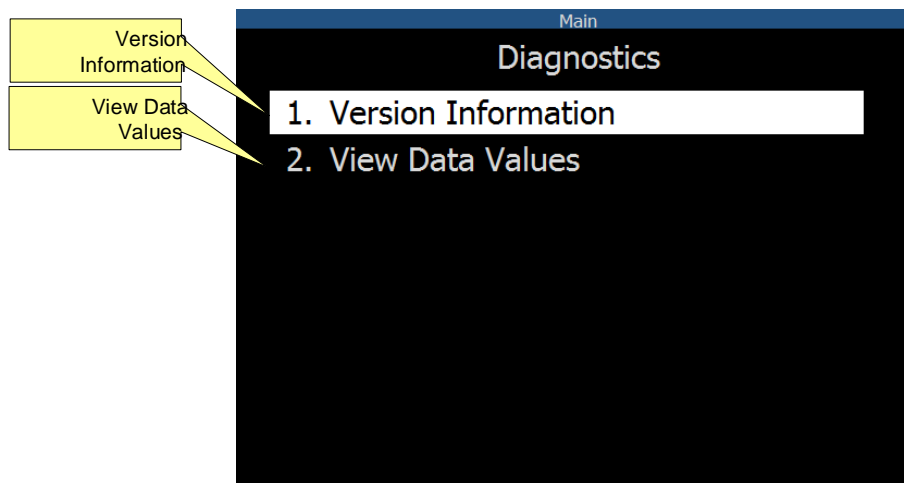 Version
Information
View Data
Values
Main
Diagnostics
1. Version Information
2. View Data Values